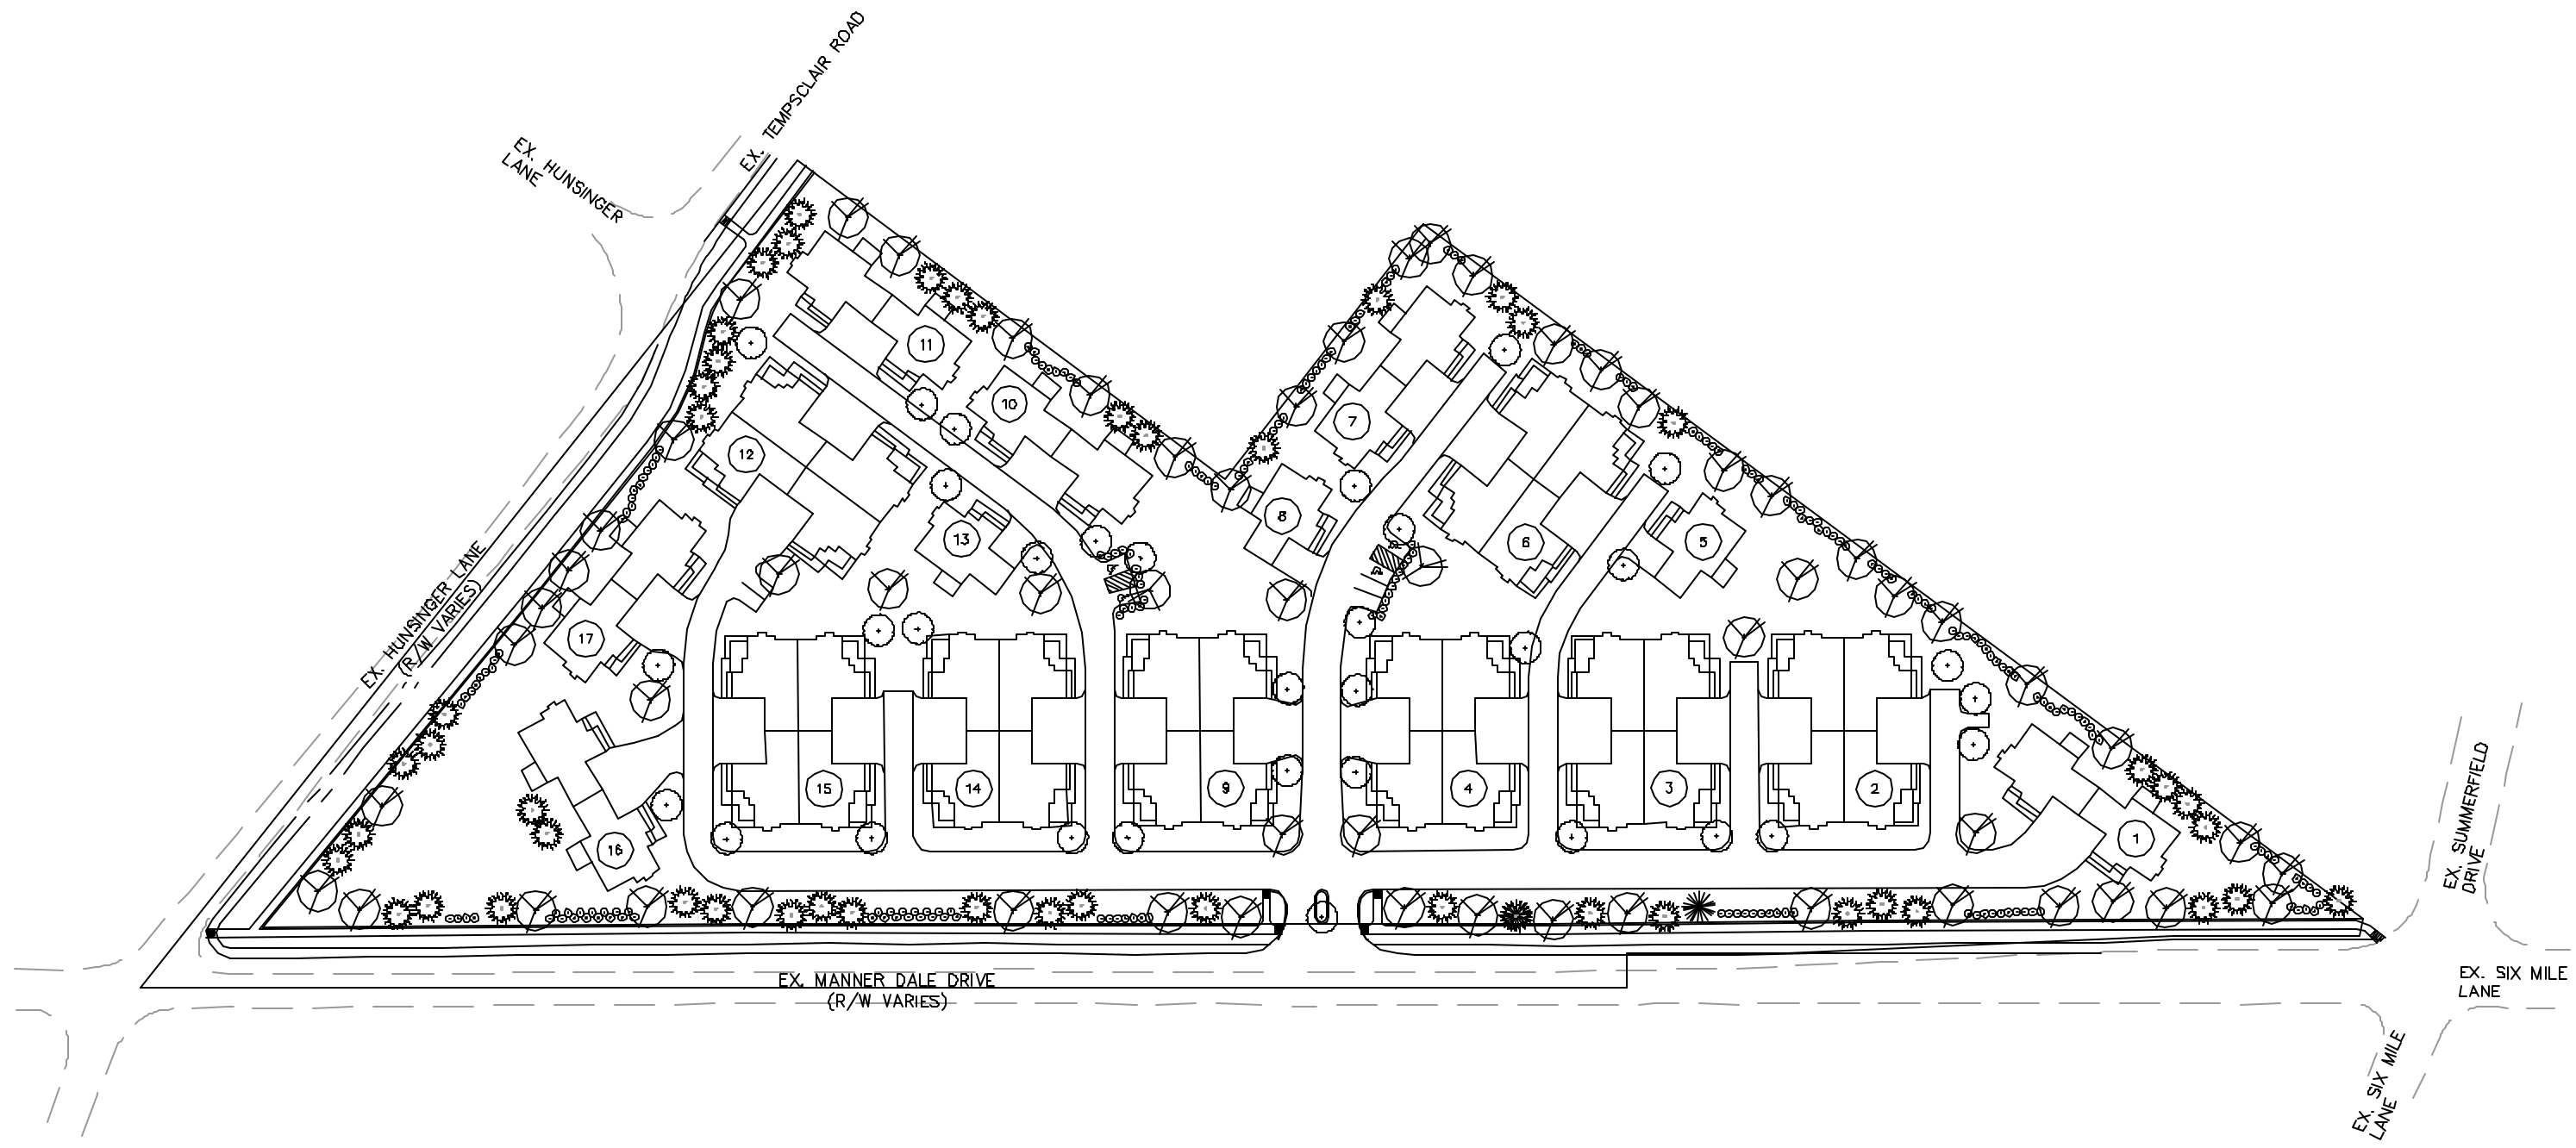 EX. TEMPSCLAIR ROAD
EX. HUNSINGER
LANE
11
10
7
12
8
13
6
5
EX. HUNSINGER LANE
(R/W VARIES)
17
15
14
9
4
3
2
1
16
EX. SUMMERFIELD
DRIVE
EX. MANNER DALE DRIVE
(R/W VARIES)
EX. SIX MILE
LANE
EX. SIX MILE
LANE